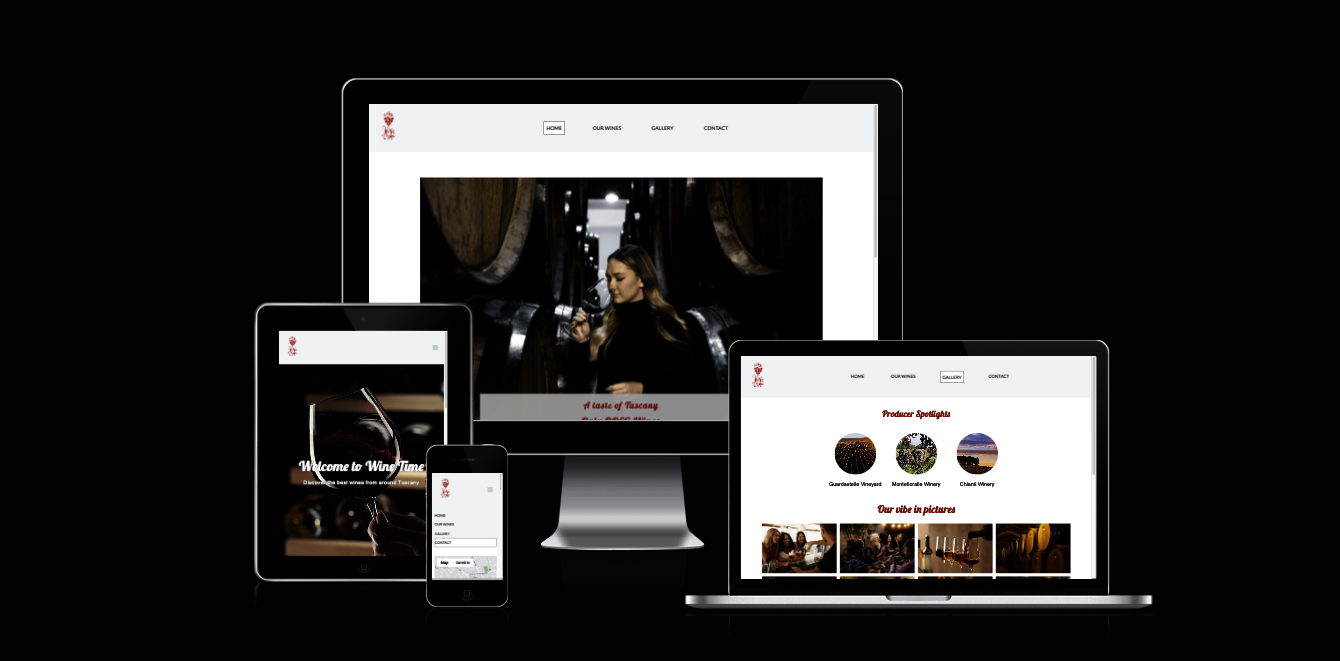 HOME OUR WINES GALLERY CONTACT
A taste of Tuscany
Welcome to Wine Time
Discover the best wines from around Tuscany
HOME
OUR WINES
GALLERY
CONTACT
Map Satellite
HOME OUR WINES GALLERY CONTACT
Producer Spotlights
Guardastelle Vineyard Montefioralle Winery Chianti Winery
Our vibe in pictures